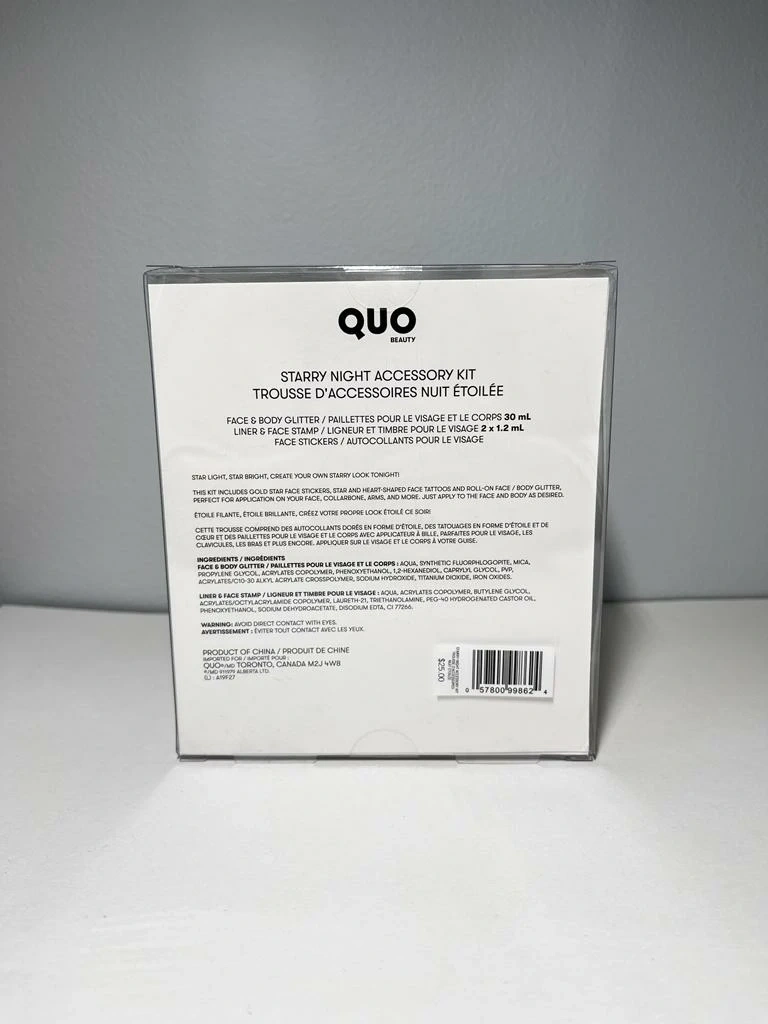 QUO
BEAUTY
STARRY NIGHT ACCESSORY KIT
TROUSSE D'ACCESSOIRES NUIT ÉTOILÉE
FACE & BODY GLITTER / PAILLETTES POUR LE VISAGE ET LE CORPS 30 mL
LINER & FACE STAMP / LIGNEUR ET TIMBRE POUR LE VISAGE 2 x 1.2 mL
FACE STICKERS / AUTOCOLLANTS POUR LE VISAGE
STAR LIGHT, STAR BRIGHT, CREATE YOUR OWN STARRY LOOK TONIGHT!
THIS KIT INCLUDES GOLD STAR FACE STICKERS, STAR AND HEART-SHAPED FACE TATTOOS AND ROLL-ON FACE / BODY GLITTER,
PERFECT FOR APPLICATION ON YOUR FACE, COLLARBONE, ARMS, AND MORE. JUST APPLY TO THE FACE AND BODY AS DESIRED.
ÉTOILE FILANTE, ÉTOILE BRILLANTE, CRÉEZ VOTRE PROPRE LOOK ÉTOILÉ CE SOIR!
CETTE TROUSSE COMPREND DES AUTOCOLLANTS DORÉS EN FORME D'ÉTOILE, DES TATOUAGES EN FORME D'ÉTOILE ET DE
CŒUR ET DES PAILLETTES POUR LE VISAGE ET LE CORPS AVEC APPLICATEUR À BILLE, PARFAITES POUR LE VISAGE, LES
CLAVICULES, LES BRAS ET PLUS ENCORE. APPLIQUER SUR LE VISAGE ET LE CORPS À VOTRE GUISE.
INGREDIENTS / INGRÉDIENTS
FACE & BODY GLITTER / PAILLETTES POUR LE VISAGE ET LE CORPS : AQUA, SYNTHETIC FLUORPHLOGOPITE, MICA,
PROPYLENE GLYCOL, ACRYLATES COPOLYMER, PHENOXYETHANOL, 1,2-HEXANEDIOL, CAPRYLYL GLYCOL, PVP,
ACRYLATES/C10-30 ALKYL ACRYLATE CROSSPOLYMER, SODIUM HYDROXIDE, TITANIUM DIOXIDE, IRON OXIDES.
LINER & FACE STAMP / LIGNEUR ET TIMBRE POUR LE VISAGE : AQUA, ACRYLATES COPOLYMER, BUTYLENE GLYCOL,
ACRYLATES/OCTYLACRYLAMIDE COPOLYMER, LAURETH-21, TRIETHANOLAMINE, PEG-40 HYDROGENATED CASTOR OIL,
PHENOXYETHANOL, SODIUM DEHYDROACETATE, DISODIUM EDTA, CI 77266.
WARNING: AVOID DIRECT CONTACT WITH EYES.
AVERTISSEMENT : ÉVITER TOUT CONTACT AVEC LES YEUX.
PRODUCT OF CHINA / PRODUIT DE CHINE
IMPORTED FOR / IMPORTÉ POUR :
QUO®/MD TORONTO, CANADA M2J 4W8
®/MD 911979 ALBERTA LTD.
(L) : A19F27
STARRY NIGHT ACCESSORY KIT
TROUSSE D'ACCESSOIRES
NUIT ÉTOILÉE
$25.00
0 57800 99862 4